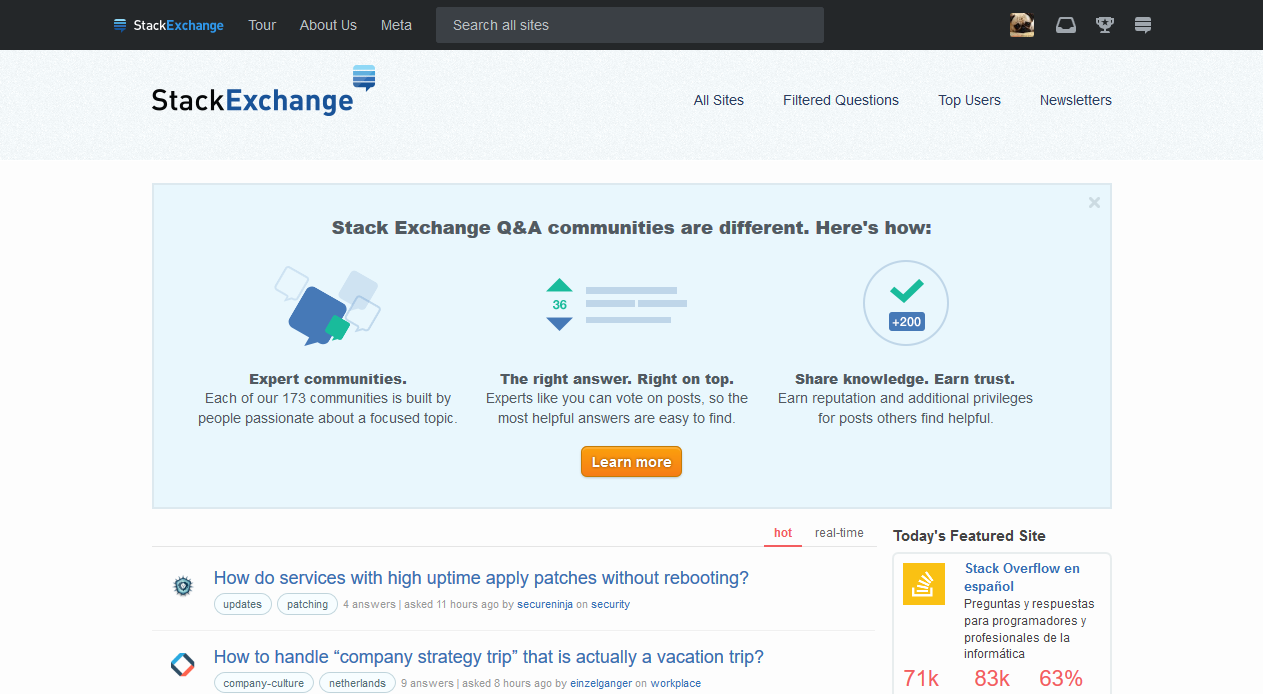 StackExchange Tour About Us Meta Search all sites
StackExchange
All Sites Filtered Questions Top Users Newsletters
Stack Exchange Q&A communities are different. Here's how:
36
+200
Expert communities.
Each of our 173 communities is built by
people passionate about a focused topic.
The right answer. Right on top.
Experts like you can vote on posts, so the
most helpful answers are easy to find.
Share knowledge. Earn trust.
Earn reputation and additional privileges
for posts others find helpful.
Learn more
hot real-time
How do services with high uptime apply patches without rebooting?
updates patching 4 answers | asked 11 hours ago by secureninja on security
How to handle “company strategy trip” that is actually a vacation trip?
company-culture netherlands 9 answers | asked 8 hours ago by einzelganger on workplace
Today's Featured Site
Stack Overflow en
español
Preguntas y respuestas
para programadores y
profesionales de la
informática
71k 83k 63%